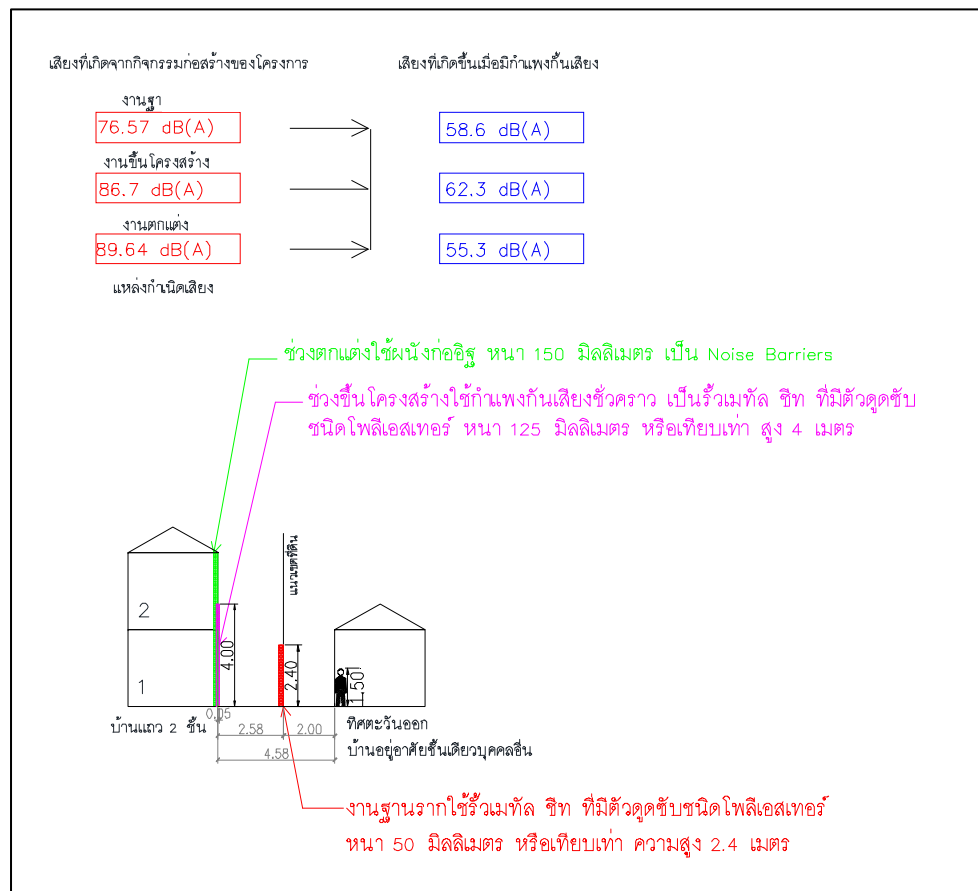 เสียงที่เกิดจากกิจกรรมก่อสร้างของโครงการ
เสียงที่เกิดขึ้นเมื่อมีกำแพงกั้นเสียง
งานฐา
76.57 dB(A)
58.6 dB(A)
งานขึ้นโครงสร้าง
86.7 dB(A)
62.3 dB(A)
งานตกแต่ง
89.64 dB(A)
55.3 dB(A)
แหล่งกำเนิดเสียง
ช่วงตกแต่งใช้ผนังก่ออิฐ หนา 150 มิลลิเมตร เป็น Noise Barriers
ช่วงขึ้นโครงสร้างใช้กำแพงกันเสียงชั่วคราว เป็นรั้วเมทัล ชีท ที่มีตัวดูดซับ
ชนิดโพลีเอสเทอร์ หนา 125 มิลลิเมตร หรือเทียบเท่า สูง 4 เมตร
แนวเขตที่ดิน
2
1
4.00
2.40
1.50
0.05
บ้านแถว 2 ชั้น
2.58
2.00
4.58
ทิศตะวันออก
บ้านอยู่อาศัยชั้นเดียวบุคคลอื่น
งานฐานรากใช้รั้วเมทัล ชีท ที่มีตัวดูดซับชนิดโพลีเอสเทอร์
หนา 50 มิลลิเมตร หรือเทียบเท่า ความสูง 2.4 เมตร